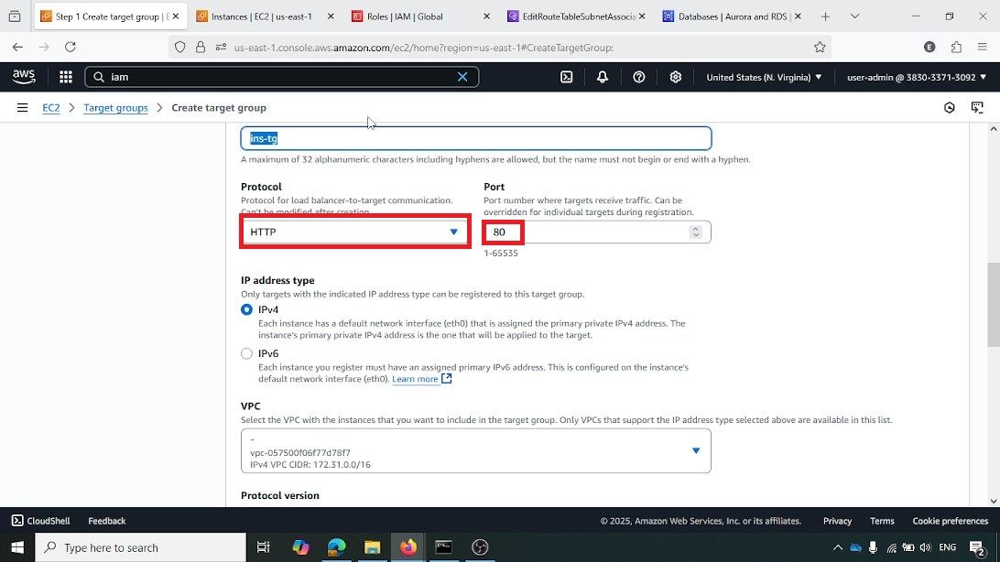 Step 1 Create target group | E
Instances | EC2 | us-east-1
Roles | IAM | Global
EditRouteTableSubnetAssocia
Databases | Aurora and RDS |
us-east-1.console.aws.amazon.com/ec2/home?region=us-east-1#CreateTargetGroup:
E
aws
iam
United States (N. Virginia)
user-admin @ 3830-3371-3092
EC2
Target groups
Create target group
ins-tg
A maximum of 32 alphanumeric characters including hyphens are allowed, but the name must not begin or end with a hyphen.
Protocol
Protocol for load balancer-to-target communication.
Can't be modified after creation.
HTTP
Port
Port number where targets receive traffic. Can be
overridden for individual targets during registration.
80
1-65535
IP address type
Only targets with the indicated IP address type can be registered to this target group.
IPv4
Each instance has a default network interface (eth0) that is assigned the primary private IPv4 address. The
instance's primary private IPv4 address is the one that will be applied to the target.
IPv6
Each instance you register must have an assigned primary IPv6 address. This is configured on the instance's
default network interface (eth0). Learn more
VPC
Select the VPC with the instances that you want to include in the target group. Only VPCs that support the IP address type selected above are available in this list.
-
vpc-057500f06f77d78f7
IPv4 VPC CIDR: 172.31.0.0/16
Protocol version
CloudShell
Feedback
© 2025, Amazon Web Services, Inc. or its affiliates.
Privacy
Terms
Cookie preferences
Type here to search
ENG
2